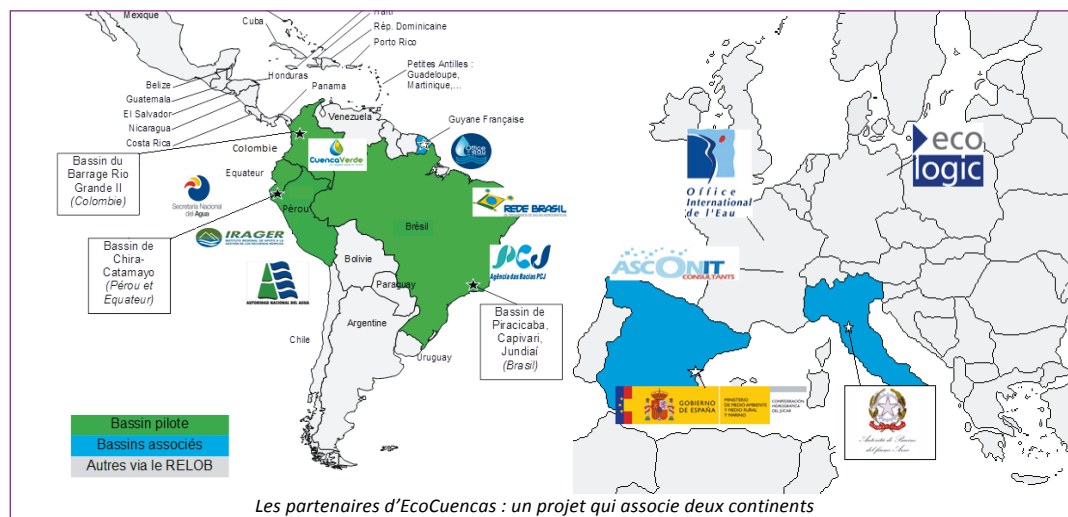 Mexique
Cuba
Haïti
Rép. Dominicaine
Porto Rico
Petites Antilles :
Guadeloupe,
Martinique,...
Belize
Honduras
Guatemala
Panama
El Salvador
Nicaragua
Costa Rica
Venezuela
Guyane Française
Office de l'eau
Bassin du
Barrage Rio
Grande II
(Colombie)
Colombie
CuencaVerde
Equateur
Secretaría Nacional
del Agua
Pérou
Brésil
REDE BRASIL
IRAGER
Bassin de
Chira-
Catamayo
(Pérou et
Equateur)
AUTORIDAD NACIONAL DEL AGUA
Bolivie
Paraguay
PCJ
Agência das Bacias PCJ
Chile
Argentine
Uruguay
Bassin de
Piracicaba,
Capivari,
Jundiaí
(Brasil)
Office
International
de l'Eau
eco
logic
ASCONIT
CONSULTANTS
GOBIERNO
DE ESPAÑA
MINISTERIO
DE MEDIO AMBIENTE
Y MEDIO RURAL
Y MARINO
CONFEDERACIÓN
HIDROGRÁFICA
DEL JÚCAR
Autorità di Bacino
del fiume Arno
Bassin pilote
Bassins associés
Autres via le RELOB
Les partenaires d'EcoCuencas : un projet qui associe deux continents